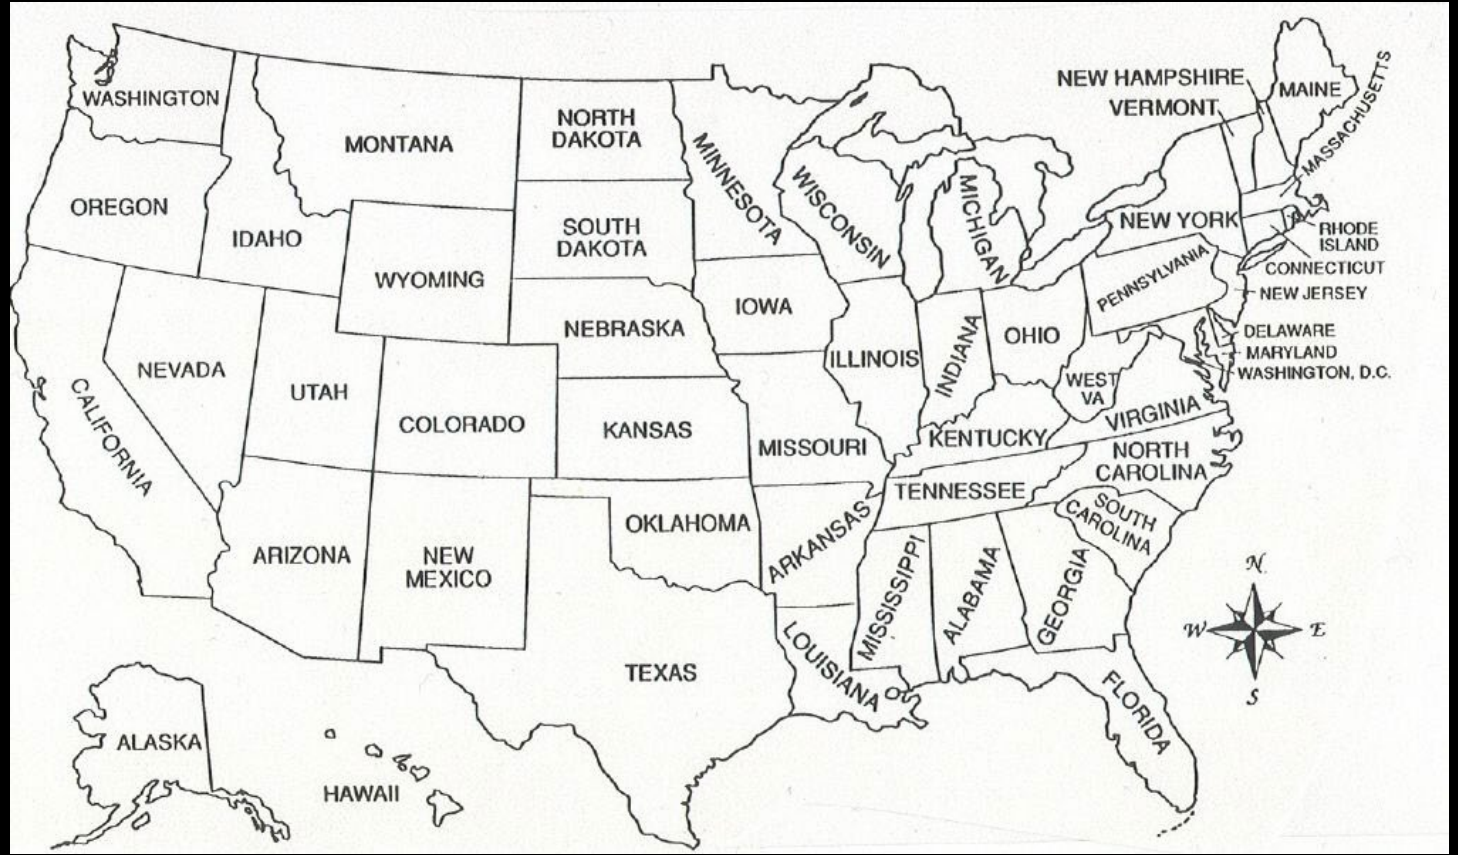 NEW HAMPSHIRE
VERMONT
MAINE
MASSACHUSETTS
WASHINGTON
MONTANA
NORTH
DAKOTA
MINNESOTA
OREGON
IDAHO
WYOMING
SOUTH
DAKOTA
WISCONSIN
MICHIGAN
NEW YORK
RHODE
ISLAND
CONNECTICUT
PENNSYLVANIA
NEW JERSEY
IOWA
NEBRASKA
NEVADA
UTAH
COLORADO
CALIFORNIA
KANSAS
MISSOURI
ILLINOIS
INDIANA
OHIO
WEST
VA
DELAWARE
MARYLAND
WASHINGTON, D.C.
VIRGINIA
KENTUCKY
NORTH
CAROLINA
TENNESSEE
SOUTH
CAROLINA
ARIZONA
NEW
MEXICO
OKLAHOMA
ARKANSAS
MISSISSIPPI
ALABAMA
GEORGIA
TEXAS
LOUISIANA
FLORIDA
ALASKA
HAWAII
N
W
E
S